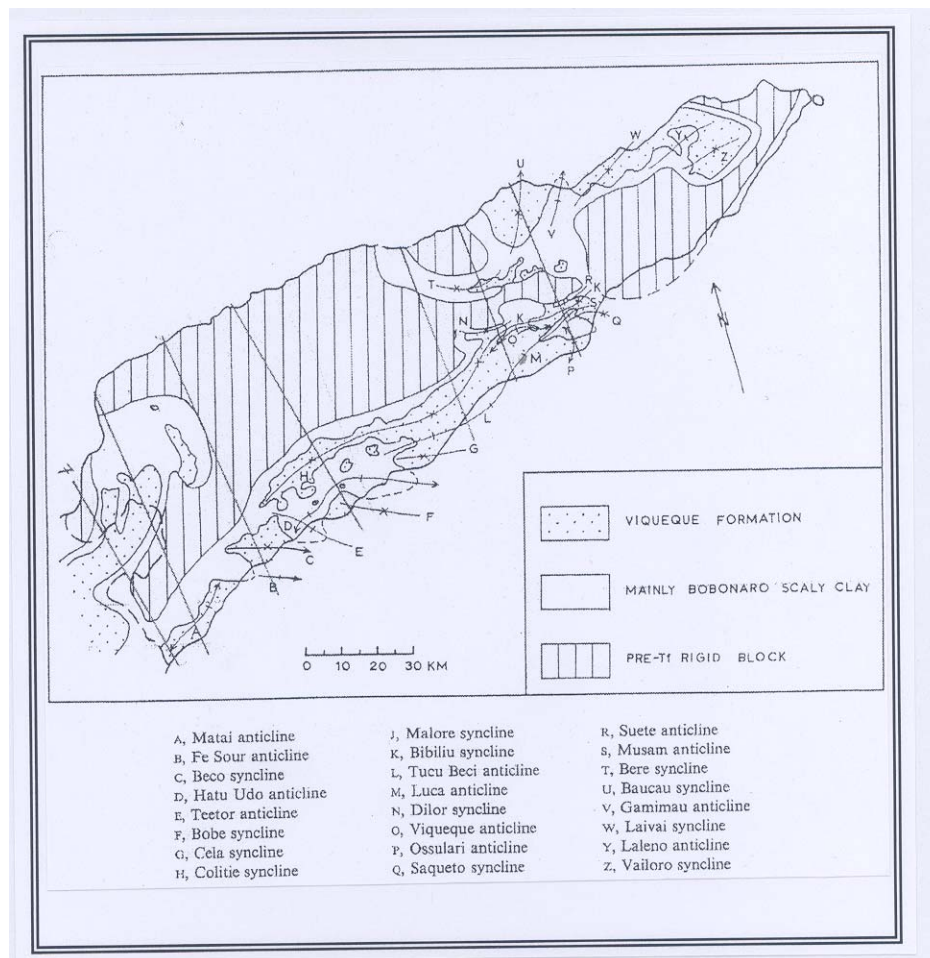 U
W
Y
Z
V
T
R
K
S
Q
N
K
O
T
M
P
L
G
H
F
D
E
C
B
A
N
VIQUEQUE FORMATION
MAINLY BOBONARO SCALY CLAY
PRE-Tf RIGID BLOCK
0 10 20 30 KM
A, Matai anticline
B, Fe Sour anticline
C, Beco syncline
D, Hatu Udo anticline
E, Teetor anticline
F, Bobe syncline
G, Cela syncline
H, Colitie syncline
J, Malore syncline
K, Bibiliu syncline
L, Tucu Beci anticline
M, Luca anticline
N, Dilor syncline
O, Viqueque anticline
P, Ossulari anticline
Q, Saqueto syncline
R, Suete anticline
S, Musam anticline
T, Bere syncline
U, Baucau syncline
V, Gamimau anticline
W, Laivai syncline
Y, Laleno anticline
Z, Vailoro syncline